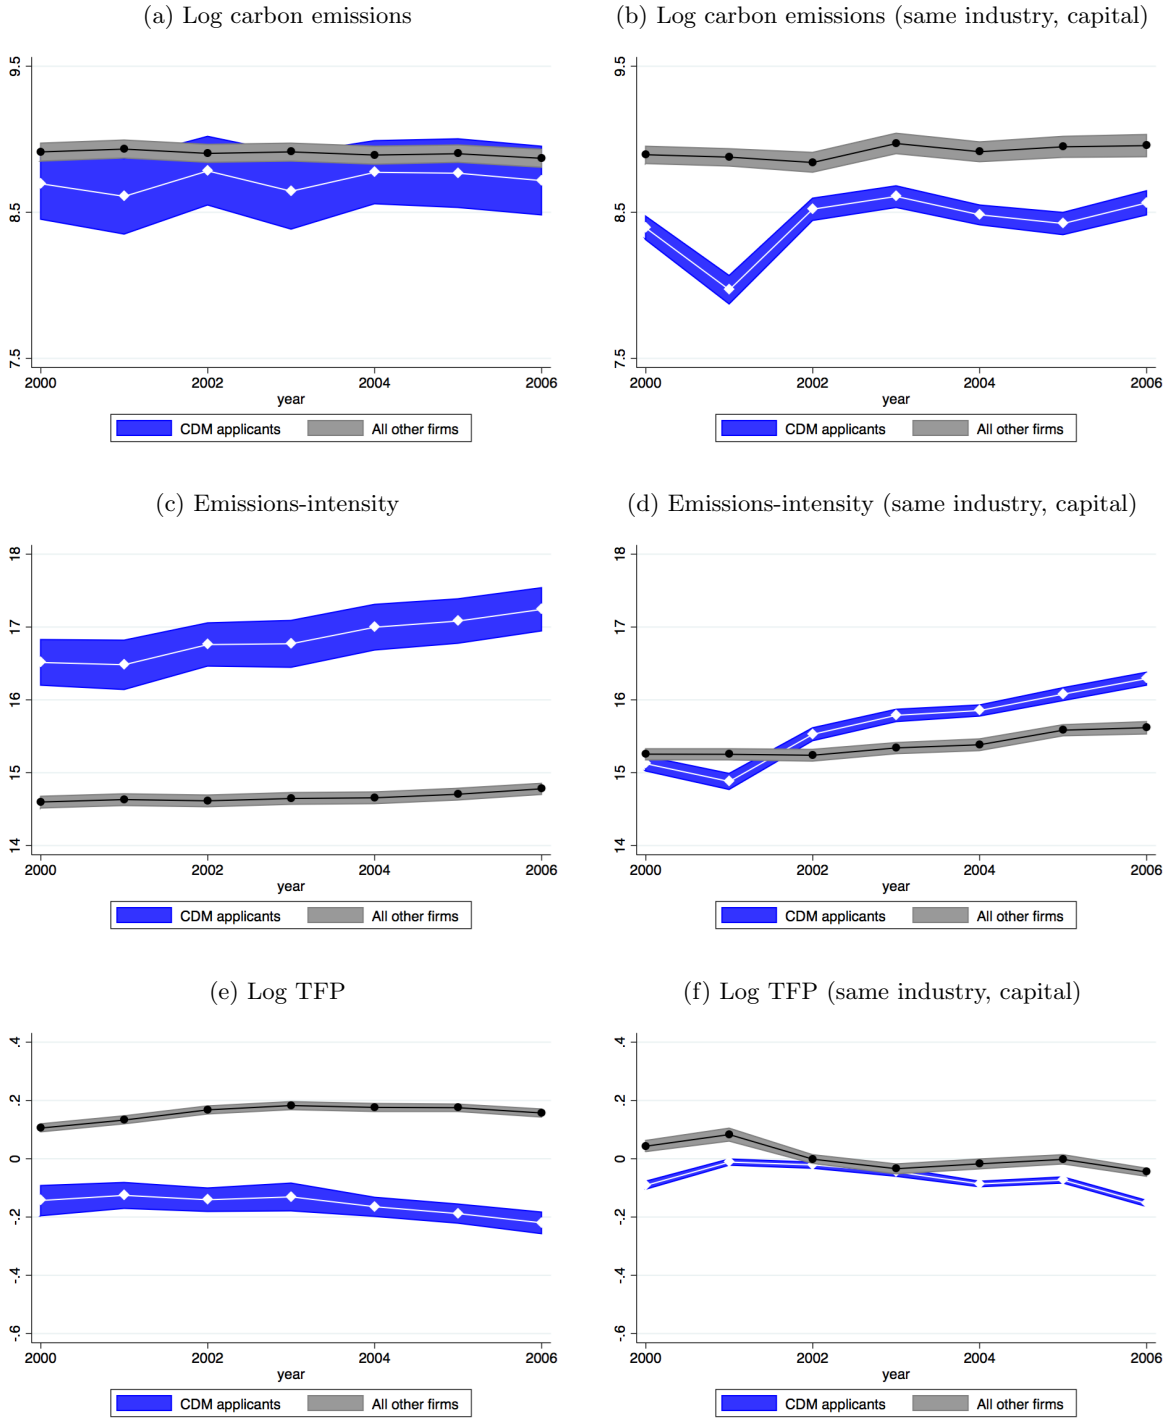 (a) Log carbon emissions
(b) Log carbon emissions (same industry, capital)
9.5
8.5
7.5
2000 2002 2004 2006
year
CDM applicants All other firms
9.5
8.5
7.5
2000 2002 2004 2006
year
CDM applicants All other firms
(c) Emissions-intensity
(d) Emissions-intensity (same industry, capital)
18
17
16
15
14
2000 2002 2004 2006
year
CDM applicants All other firms
18
17
16
15
14
2000 2002 2004 2006
year
CDM applicants All other firms
(e) Log TFP
(f) Log TFP (same industry, capital)
.4
.2
0
-.2
-.4
-.6
2000 2002 2004 2006
year
CDM applicants All other firms
.4
.2
0
-.2
-.4
-.6
2000 2002 2004 2006
year
CDM applicants All other firms